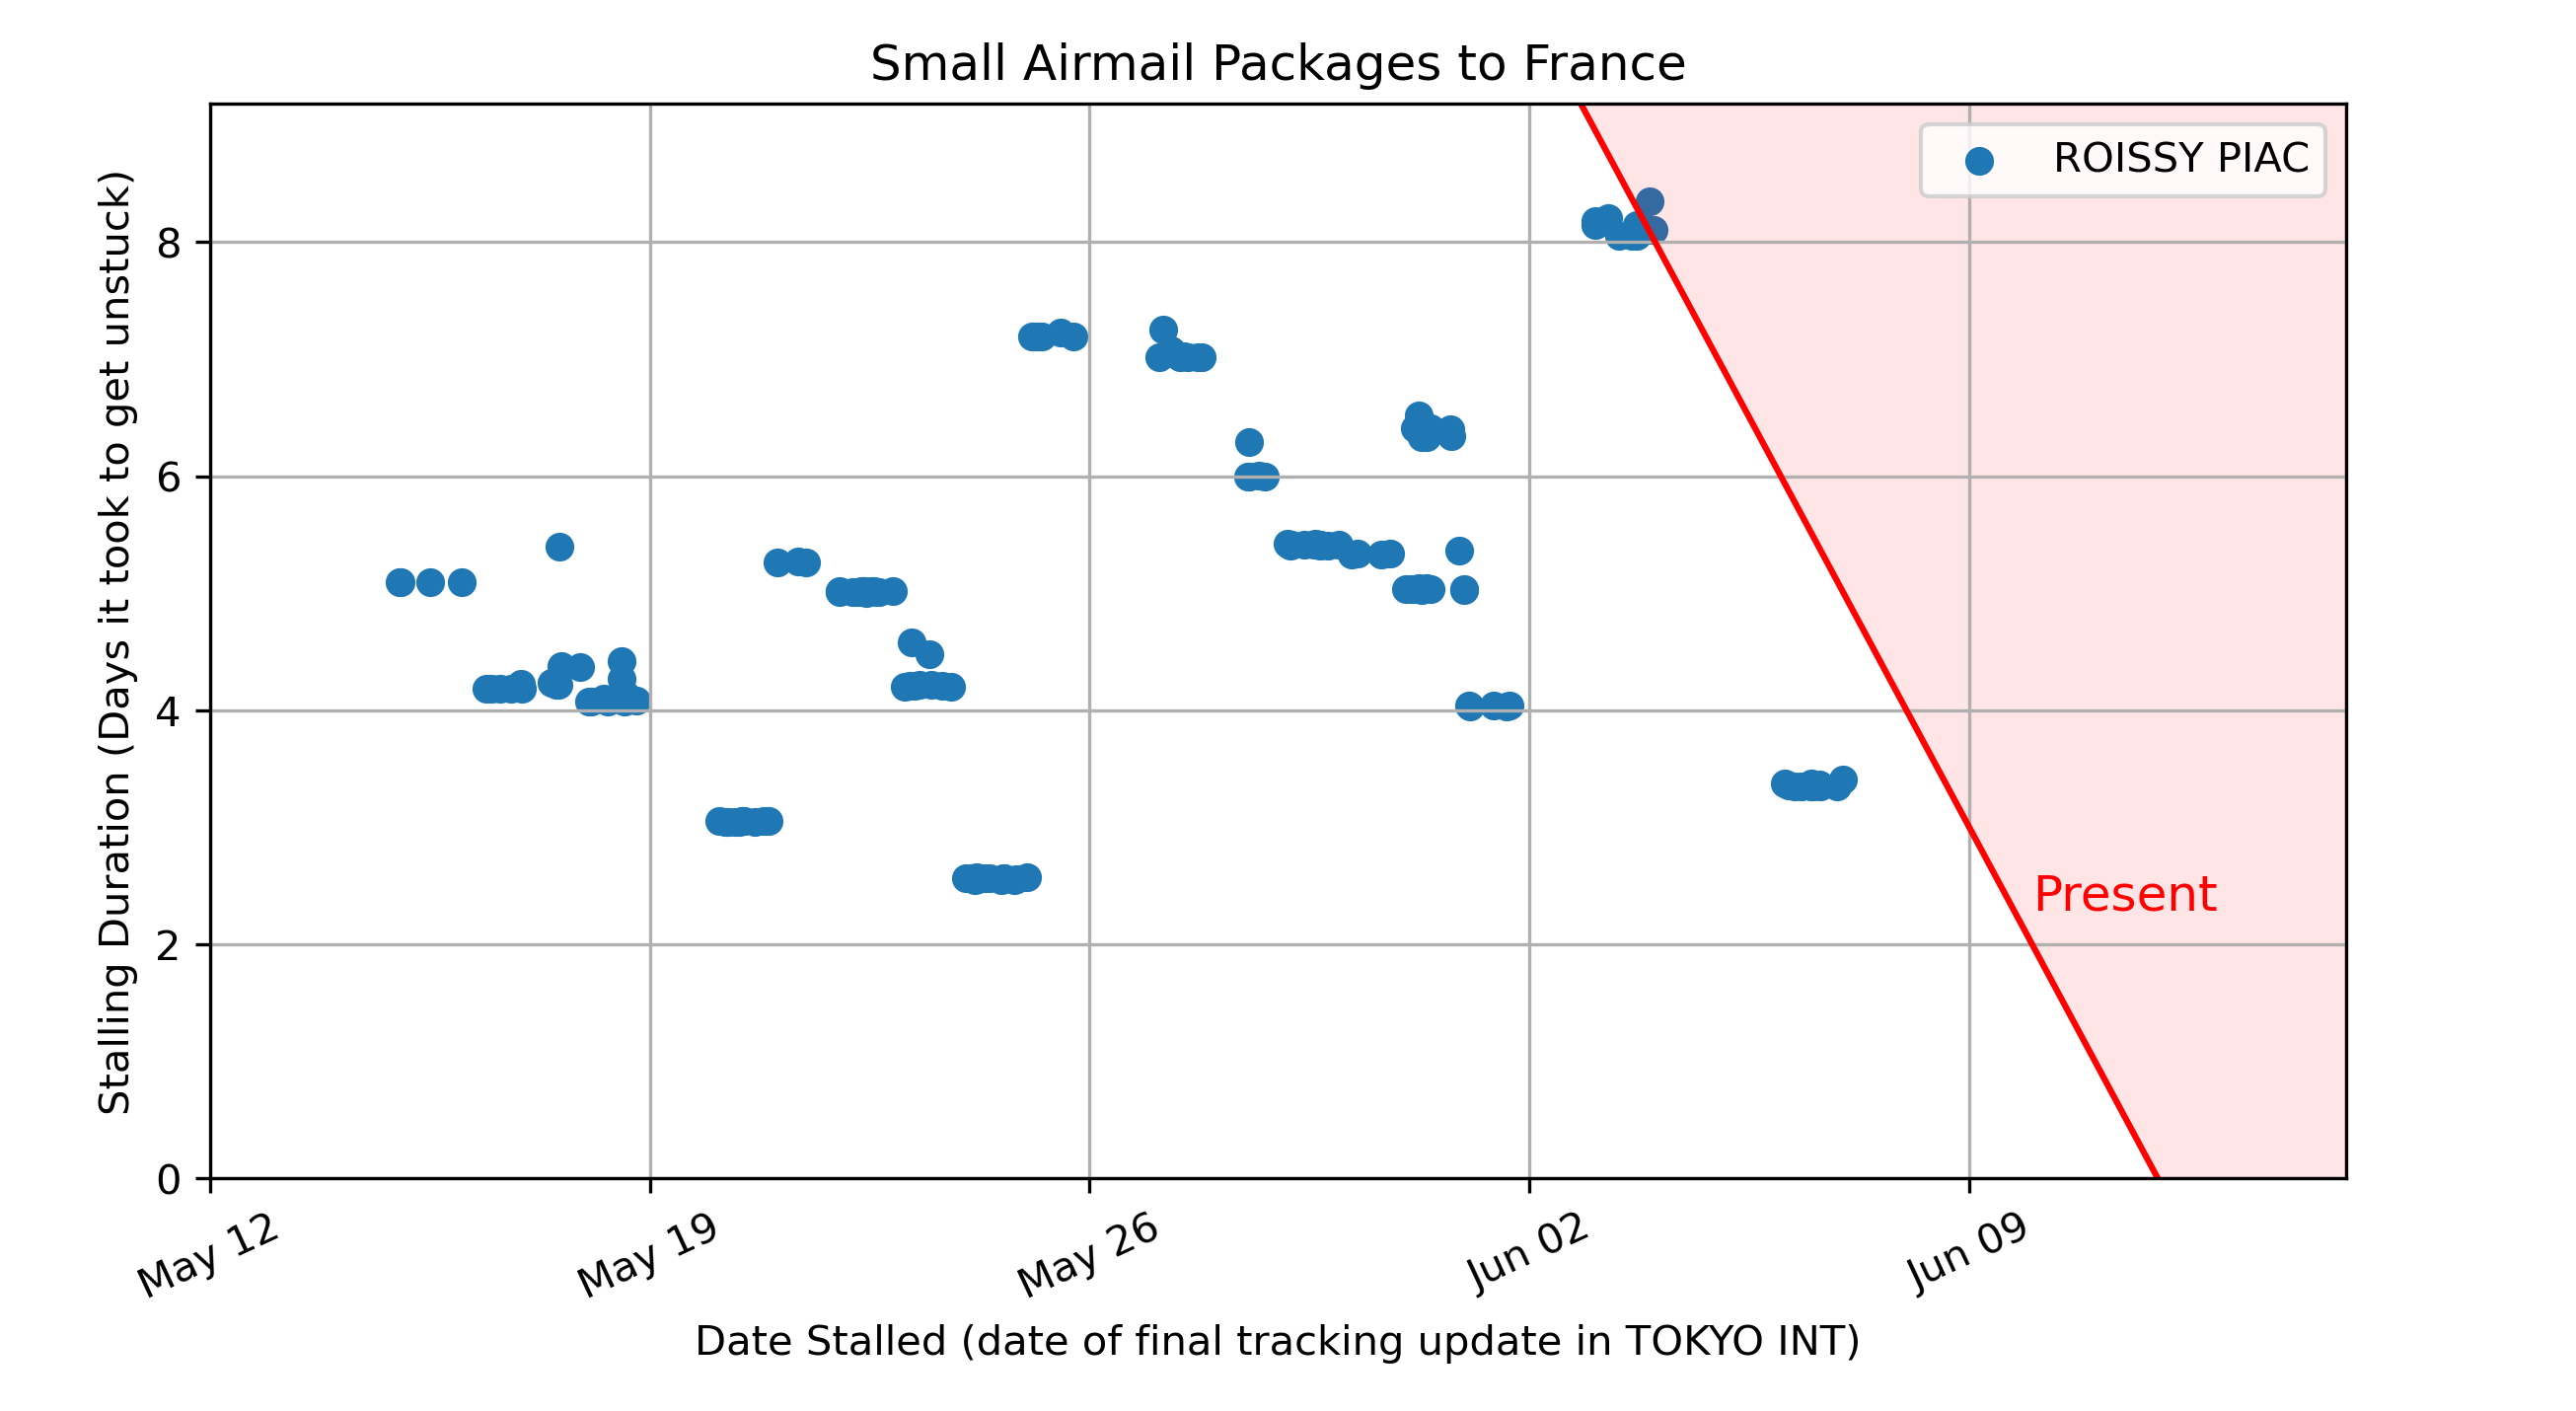 Small Airmail Packages to France
ROISSY PIAC
Stalling Duration (Days it took to get unstuck)
8
6
4
2
0
Present
May 12
May 19
May 26
Jun 02
Jun 09
Date Stalled (date of final tracking update in TOKYO INT)